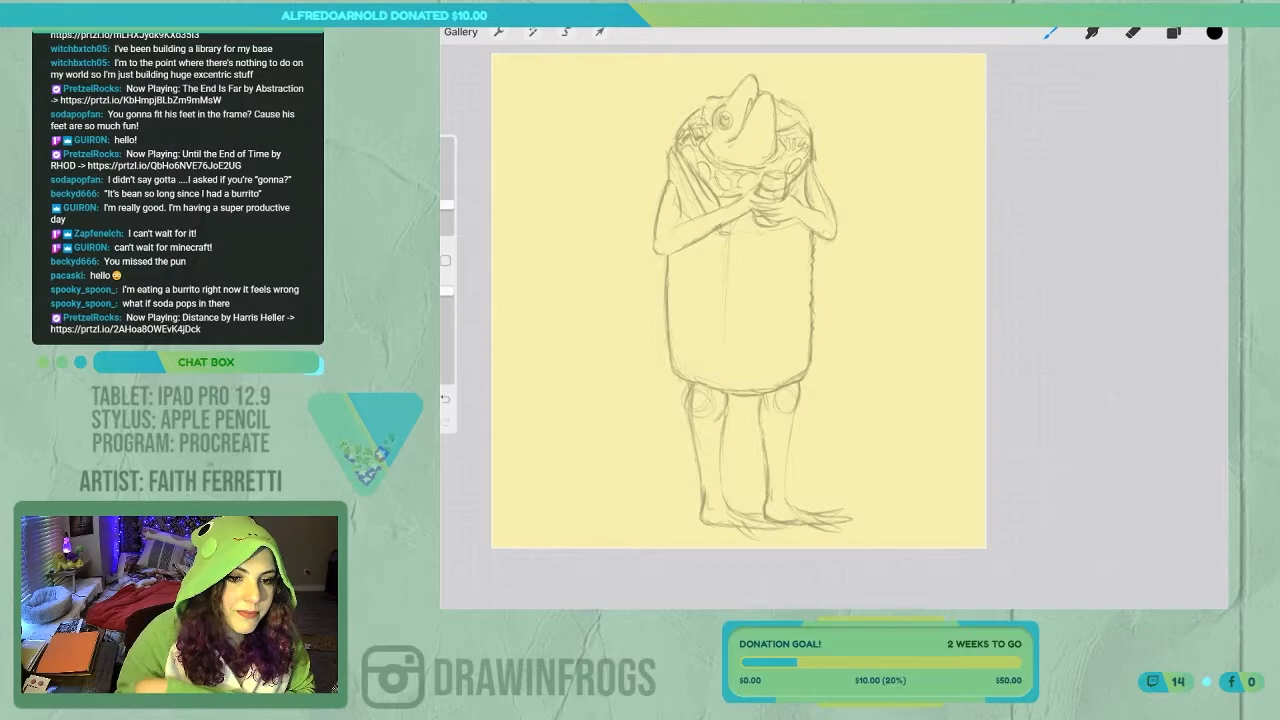 ALFREDOARNOLD DONATED $10.00
witchbxtch05: I've been building a library for my base
witchbxtch05: I'm to the point where there's nothing to do on
my world so I'm just building huge excentric stuff
PretzelRocks: Now Playing: The End Is Far by Abstraction
-> https://prtzl.io/KbHmpjBLbZm9mMsW
sodapopfan: You gonna fit his feet in the frame? Cause his
feet are so much fun!
GUIR0N: hello!
PretzelRocks: Now Playing: Until the End of Time by
RHOD -> https://prtzl.io/QbHo6NVE76JoE2UG
sodapopfan: I didn't say gotta ....I asked if you're "gonna?"
beckyd666: "It's bean so long since I had a burrito"
GUIR0N: I'm really good. I'm having a super productive
day
Zapfenelch: I can't wait for it!
GUIR0N: can't wait for minecraft!
beckyd666: You missed the pun
pacaski: hello
spooky_spoon_: i'm eating a burrito right now it feels wrong
spooky_spoon_: what if soda pops in there
PretzelRocks: Now Playing: Distance by Harris Heller ->
https://prtzl.io/2AHoa8OWEvK4jDck
CHAT BOX
TABLET: IPAD PRO 12.9
STYLUS: APPLE PENCIL
PROGRAM: PROCREATE
ARTIST: FAITH FERRETTI
Gallery
DRAWINFROGS
DONATION GOAL! 2 WEEKS TO GO
$0.00 $10.00 (20%) $50.00
14 0